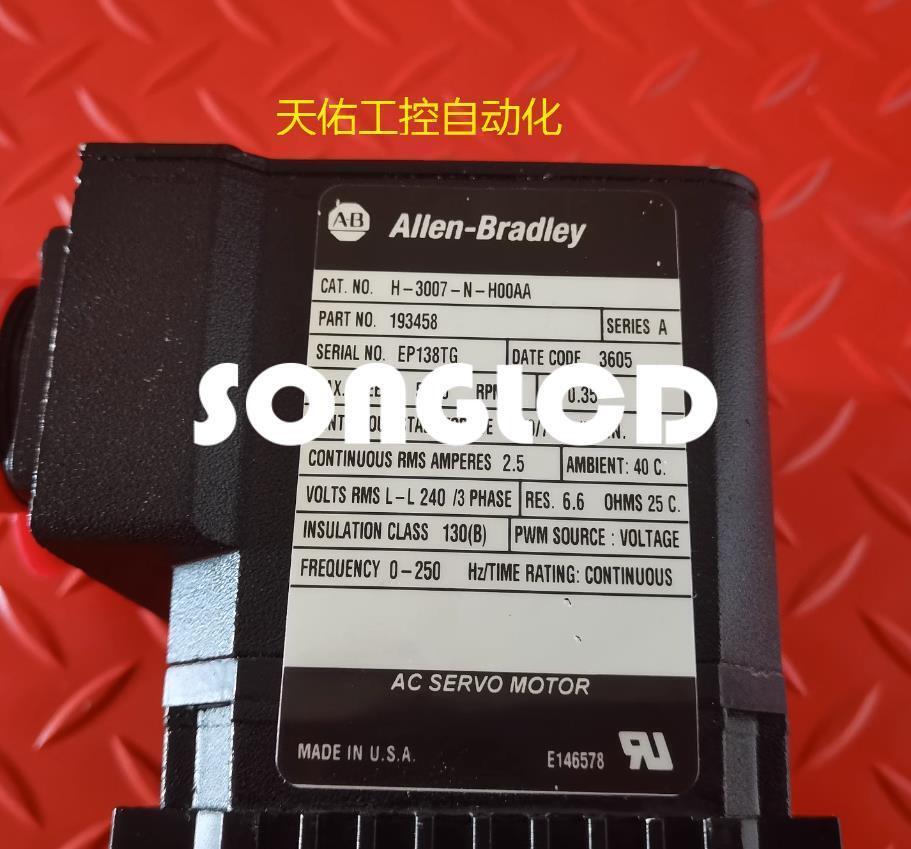 天佑工控自动化
AB Allen-Bradley
CAT. NO. H-3007-N-H00AA
PART NO. 193458 SERIES A
SERIAL NO. EP138TG DATE CODE 3605
SONGLCD
RPM 0.35
CONTINUOUS RMS AMPERES 2.5 AMBIENT: 40 C.
VOLTS RMS L-L 240 /3 PHASE RES. 6.6 OHMS 25 C.
INSULATION CLASS 130(B) PWM SOURCE : VOLTAGE
FREQUENCY 0-250 Hz/TIME RATING: CONTINUOUS
AC SERVO MOTOR
MADE IN U.S.A. E146578